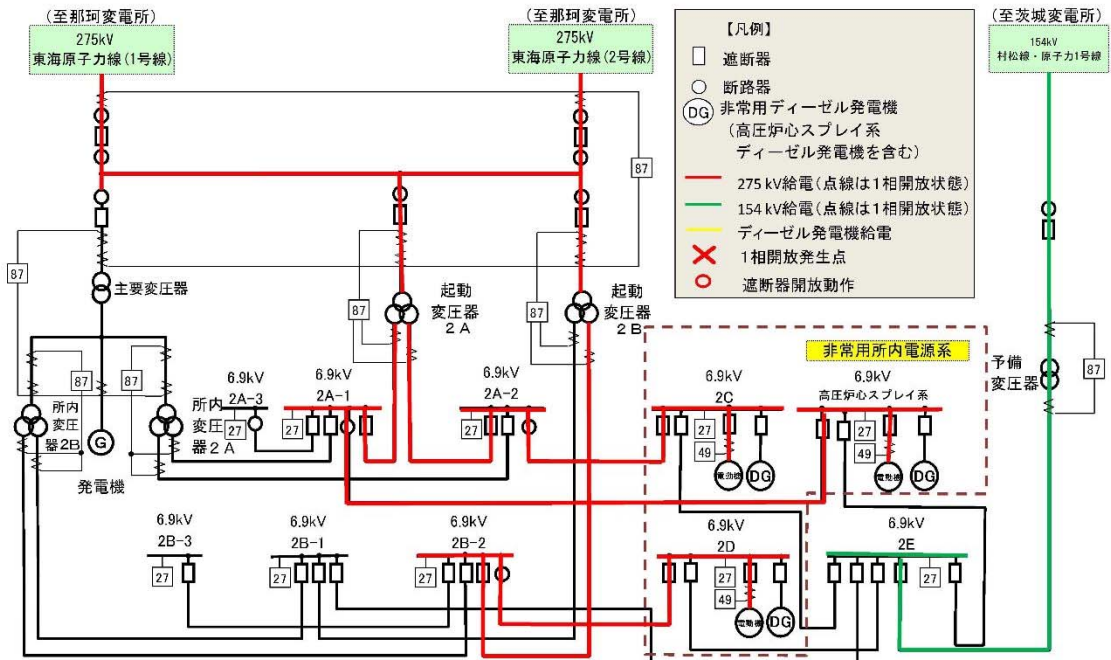 (至那珂変電所)
275kV
東海原子力線(1号線)
(至那珂変電所)
275kV
東海原子力線(2号線)
(至茨城変電所)
154kV
村松線・原子力1号線
【凡例】
遮断器
断路器
DG 非常用ディーゼル発電機
(高圧炉心スプレイ系
ディーゼル発電機を含む)
275 kV給電(点線は1相開放状態)
154 kV給電(点線は1相開放状態)
ディーゼル発電機給電
1相開放発生点
遮断器開放動作
87
87
主要変圧器
87
起動
変圧器
2A
87
起動
変圧器
2B
非常用所内電源系
予備
変圧器
87
87
87
所内
変圧
器2B
G
発電機
所内
変圧
器2A
6.9kV
2A-3
27
6.9kV
2A-1
27
6.9kV
2A-2
27
6.9kV
2C
27
49
電動機
DG
6.9kV
高圧炉心スプレイ系
27
49
電動機
DG
6.9kV
2B-3
27
6.9kV
2B-1
27
6.9kV
2B-2
27
6.9kV
2D
27
49
電動機
DG
6.9kV
2E
27